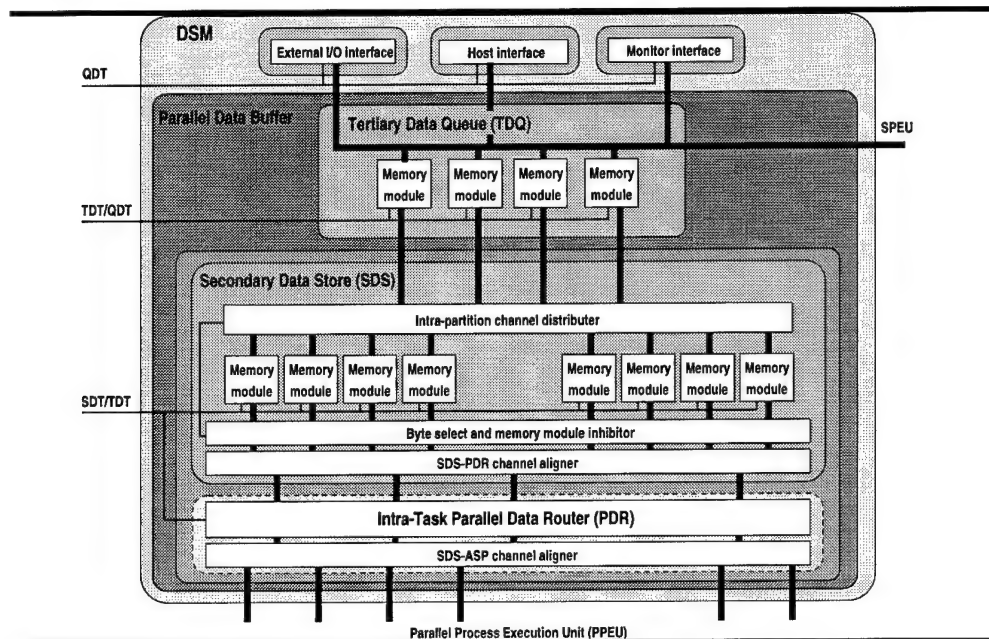 DSM
External I/O interface
Host interface
Monitor interface
QDT
Parallel Data Buffer
Tertiary Data Queue (TDQ)
SPEU
Memory module
Memory module
Memory module
Memory module
TDT/QDT
Secondary Data Store (SDS)
Intra-partition channel distributer
Memory module
Memory module
Memory module
Memory module
Memory module
Memory module
Memory module
Memory module
SDT/TDT
Byte select and memory module inhibitor
SDS-PDR channel aligner
Intra-Task Parallel Data Router (PDR)
SDS-ASP channel aligner
Parallel Process Execution Unit (PPEU)